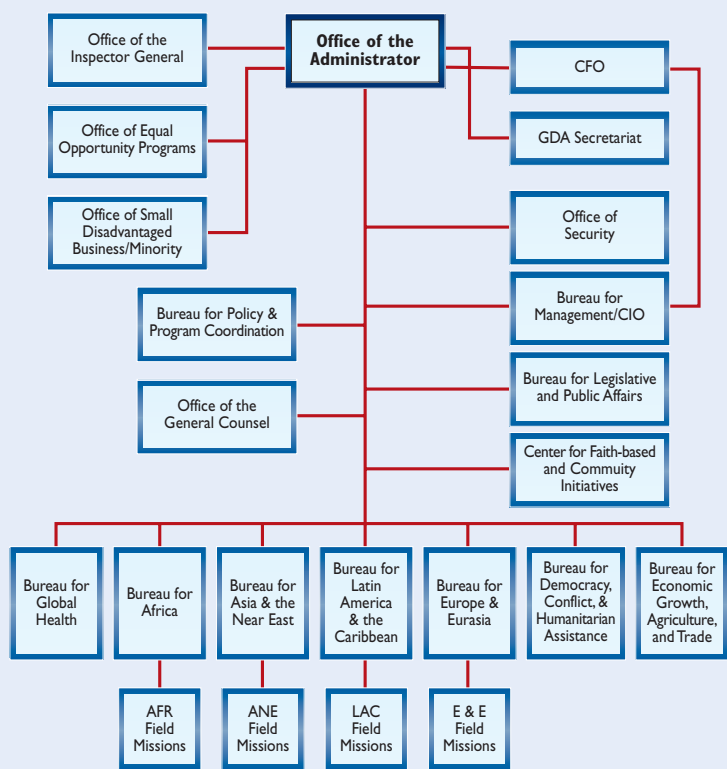 Office of the
Inspector General
Office of the
Administrator
CFO
Office of Equal
Opportunity Programs
GDA Secretariat
Office of Small
Disadvantaged
Business/Minority
Office of
Security
Bureau for Policy &
Program Coordination
Bureau for
Management/CIO
Office of the
General Counsel
Bureau for Legislative
and Public Affairs
Center for Faith-based
and Commuity
Initiatives
Bureau for
Global
Health
Bureau for
Africa
Bureau for
Asia & the
Near East
Bureau for
Latin
America
& the
Caribbean
Bureau for
Europe &
Eurasia
Bureau for
Democracy,
Conflict, &
Humanitarian
Assistance
Bureau for
Economic
Growth,
Agriculture,
and Trade
AFR
Field
Missions
ANE
Field
Missions
LAC
Field
Missions
E & E
Field
Missions